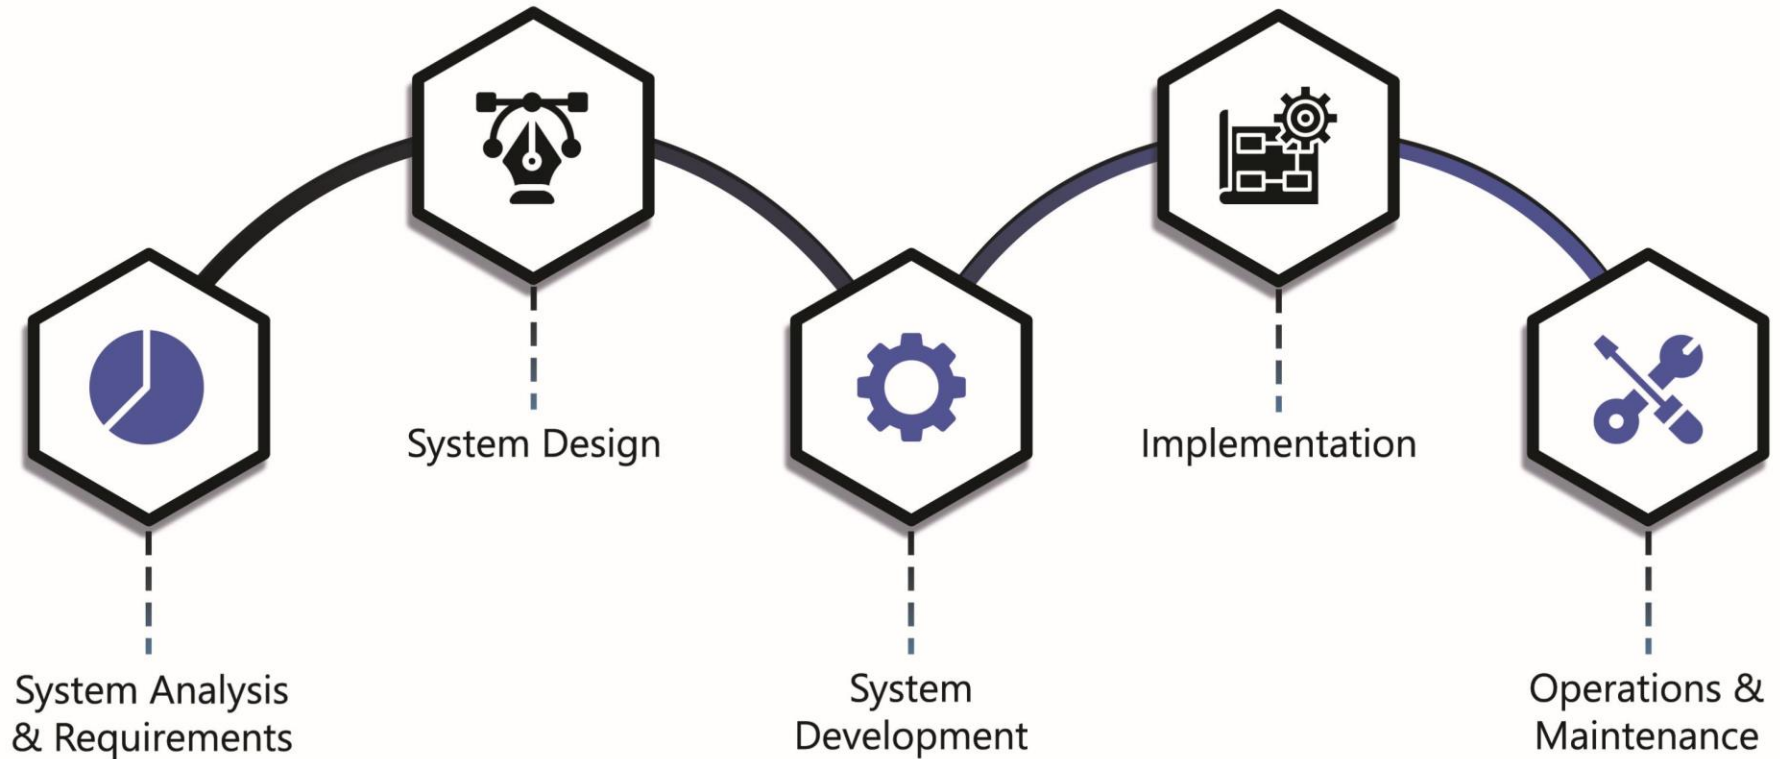 System Analysis
& Requirements
System Design
System
Development
Implementation
Operations &
Maintenance